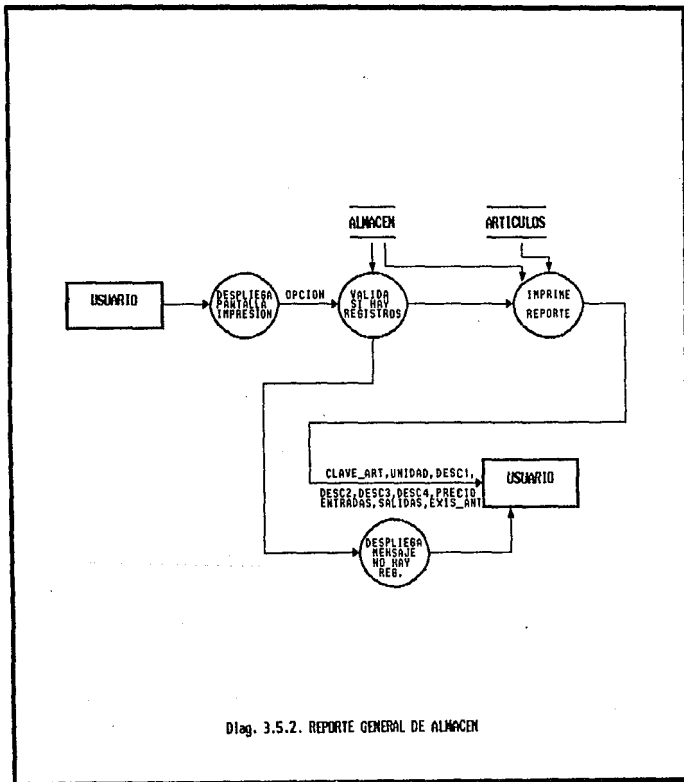 ALMACEN
ARTICULOS
USUARIO
DESPLIEGA
PANTALLA
IMPRESIÓN
OPCION
VALIDA
SI HAY
REGISTROS
IMPRIME
REPORTE
CLAVE_ART,UNIDAD,DESC1,
DESC2,DESC3,DESC4,PRECIO
ENTRADAS,SALIDAS,EXIS_ANT
USUARIO
DESPLIEGA
MENSAJE
NO HAY
REG.
Diag. 3.5.2. REPORTE GENERAL DE ALMACEN